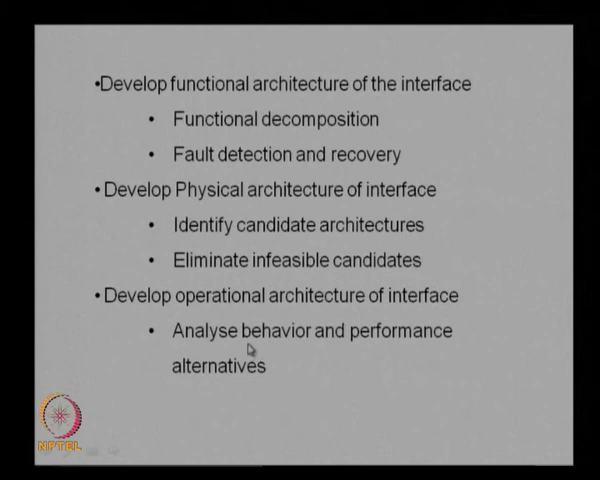 •Develop functional architecture of the interface
• Functional decomposition
• Fault detection and recovery
• Develop Physical architecture of interface
• Identify candidate architectures
• Eliminate infeasible candidates
• Develop operational architecture of interface
• Analyse behavior and performance
alternatives
NPTEL